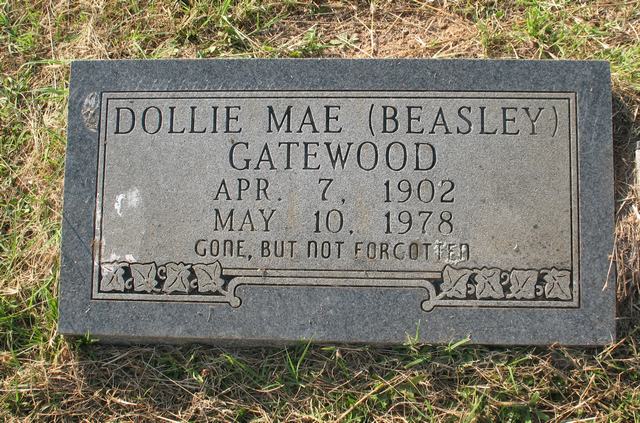 DOLLIE MAE (BEASLEY)
GATEWOOD
APR. 7, 1902
MAY 10, 1978
GONE, BUT NOT FORGOTTEN